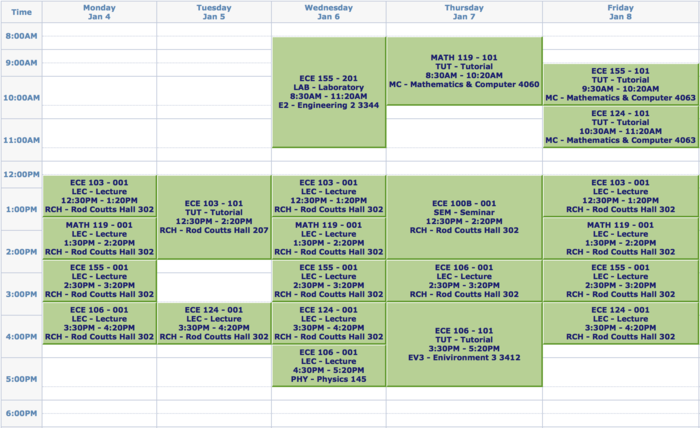 Time
Monday
Jan 4
Tuesday
Jan 5
Wednesday
Jan 6
Thursday
Jan 7
Friday
Jan 8
8:00AM
9:00AM
10:00AM
11:00AM
12:00PM
1:00PM
2:00PM
3:00PM
4:00PM
5:00PM
6:00PM
ECE 103 - 001
LEC - Lecture
12:30PM - 1:20PM
RCH - Rod Coutts Hall 302
MATH 119 - 001
LEC - Lecture
1:30PM - 2:20PM
RCH - Rod Coutts Hall 302
ECE 155 - 001
LEC - Lecture
2:30PM - 3:20PM
RCH - Rod Coutts Hall 302
ECE 106 - 001
LEC - Lecture
3:30PM - 4:20PM
RCH - Rod Coutts Hall 302
ECE 103 - 101
TUT - Tutorial
12:30PM - 2:20PM
RCH - Rod Coutts Hall 207
ECE 124 - 001
LEC - Lecture
3:30PM - 4:20PM
RCH - Rod Coutts Hall 302
ECE 155 - 201
LAB - Laboratory
8:30AM - 11:20AM
E2 - Engineering 2 3344
ECE 103 - 001
LEC - Lecture
12:30PM - 1:20PM
RCH - Rod Coutts Hall 302
MATH 119 - 001
LEC - Lecture
1:30PM - 2:20PM
RCH - Rod Coutts Hall 302
ECE 155 - 001
LEC - Lecture
2:30PM - 3:20PM
RCH - Rod Coutts Hall 302
ECE 124 - 001
LEC - Lecture
3:30PM - 4:20PM
RCH - Rod Coutts Hall 302
ECE 106 - 001
LEC - Lecture
4:30PM - 5:20PM
PHY - Physics 145
MATH 119 - 101
TUT - Tutorial
8:30AM - 10:20AM
MC - Mathematics & Computer 4060
ECE 100B - 001
SEM - Seminar
12:30PM - 2:20PM
RCH - Rod Coutts Hall 302
ECE 106 - 001
LEC - Lecture
2:30PM - 3:20PM
RCH - Rod Coutts Hall 302
ECE 106 - 101
TUT - Tutorial
3:30PM - 5:20PM
EV3 - Enivironment 3 3412
ECE 155 - 101
TUT - Tutorial
9:30AM - 10:20AM
MC - Mathematics & Computer 4063
ECE 124 - 101
TUT - Tutorial
10:30AM - 11:20AM
MC - Mathematics & Computer 4063
ECE 103 - 001
LEC - Lecture
12:30PM - 1:20PM
RCH - Rod Coutts Hall 302
MATH 119 - 001
LEC - Lecture
1:30PM - 2:20PM
RCH - Rod Coutts Hall 302
ECE 155 - 001
LEC - Lecture
2:30PM - 3:20PM
RCH - Rod Coutts Hall 302
ECE 124 - 001
LEC - Lecture
3:30PM - 4:20PM
RCH - Rod Coutts Hall 302